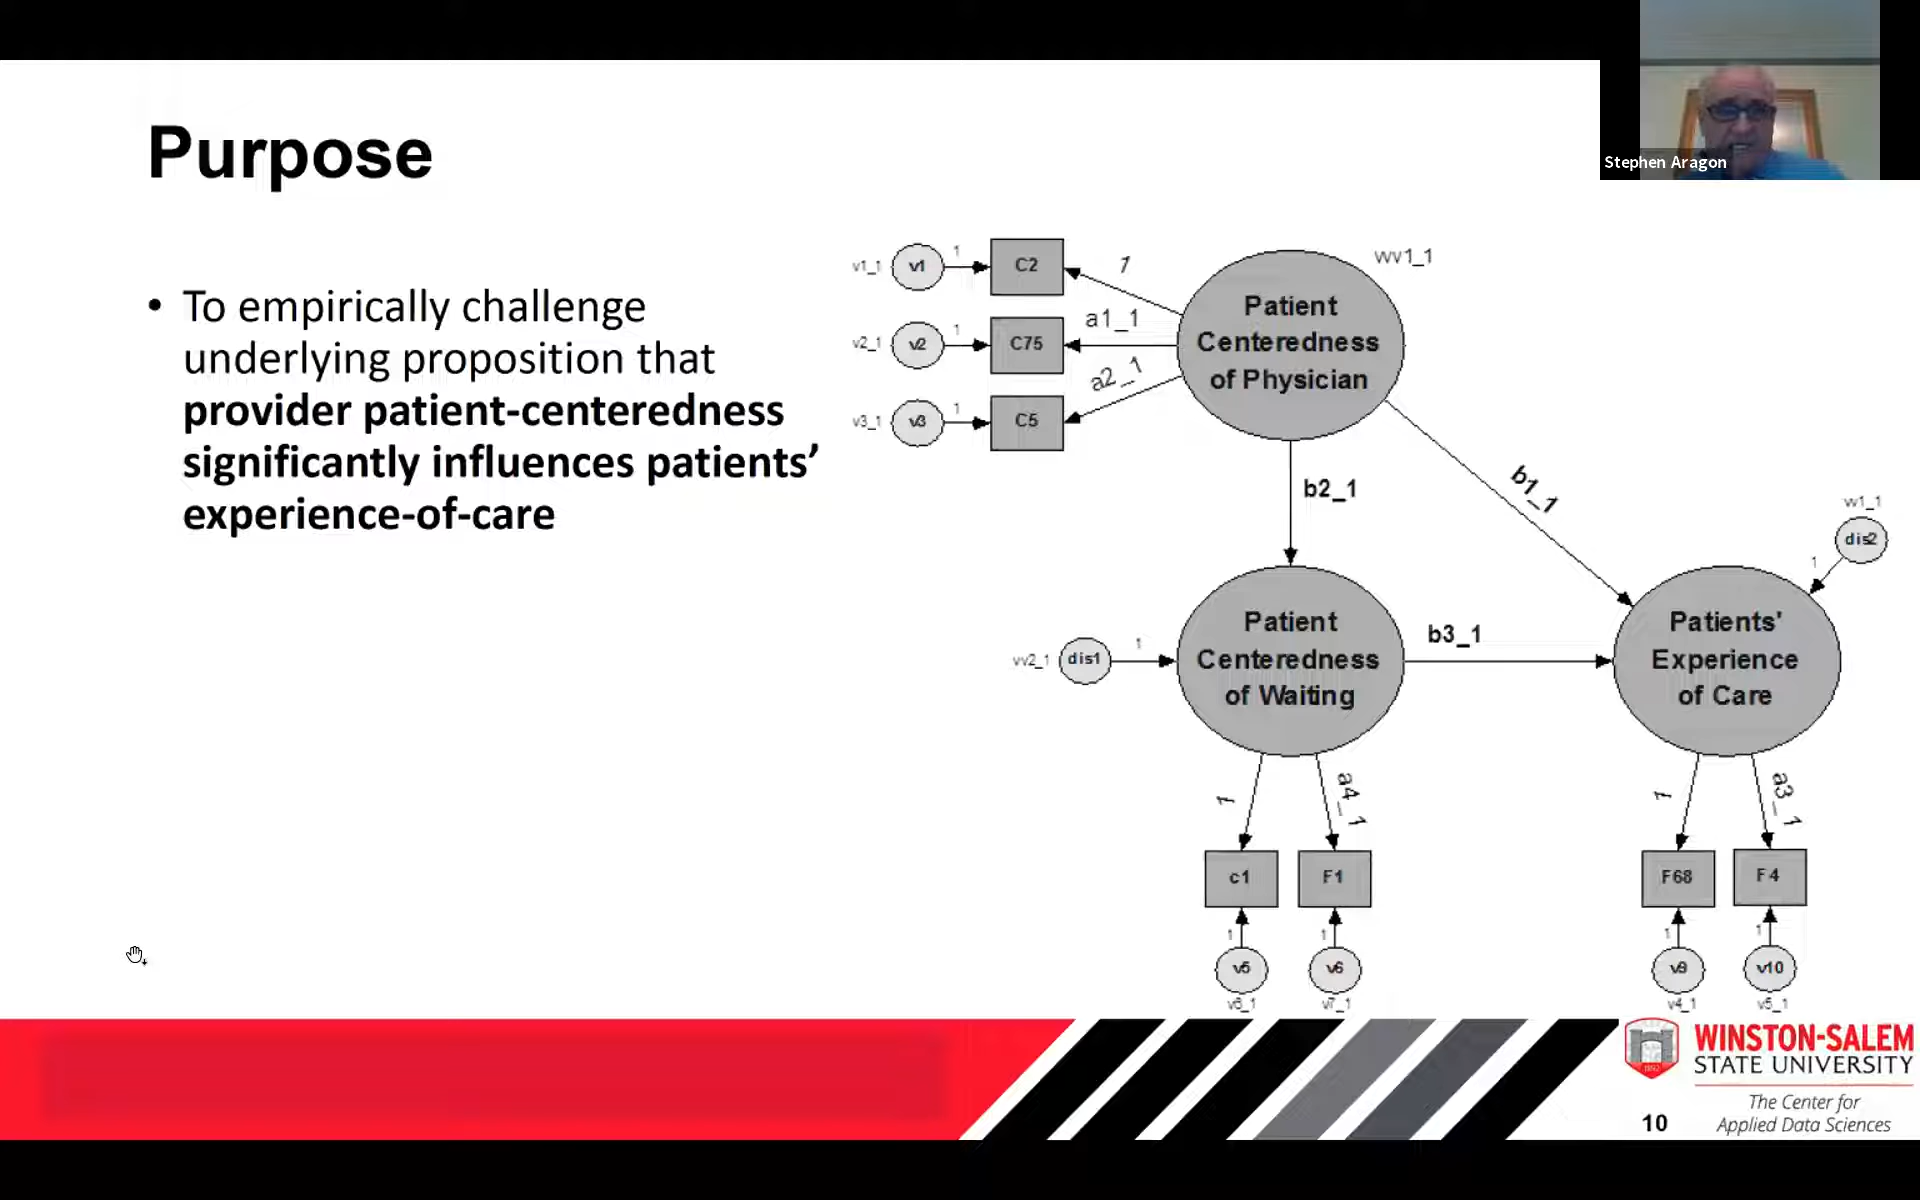 Stephen Aragon
Purpose
• To empirically challenge
underlying proposition that
provider patient-centeredness
significantly influences patients’
experience-of-care
v1_1
v1
1
C2
1
v2_1
v2
1
C75
a1_1
v3_1
v3
1
C5
a2_1
Patient
Centeredness
of Physician
vv1_1
b2_1
b1_1
vv2_1
dis1
1
Patient
Centeredness
of Waiting
b3_1
Patients'
Experience
of Care
w1_1
dis2
1
1
a4_1
1
a3_1
c1
F1
F68
F4
1
1
1
1
v5
v6
v9
v10
v6_1
v7_1
v4_1
v5_1
WINSTON-SALEM
STATE UNIVERSITY
1892
The Center for
Applied Data Sciences
10